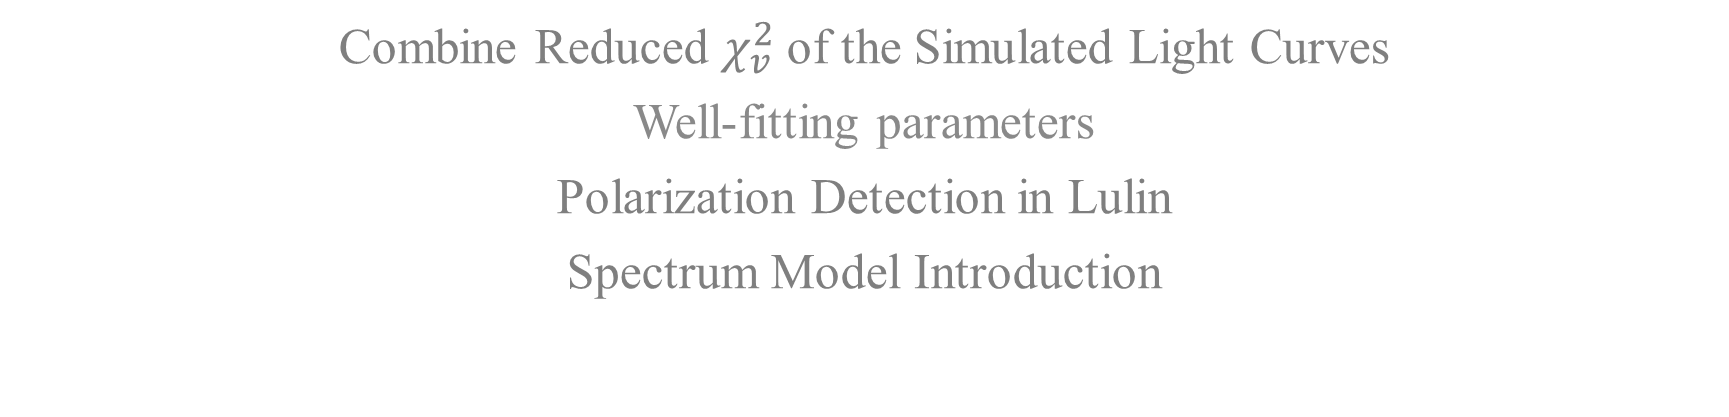 Combine Reduced χ²ᵥ of the Simulated Light Curves
Well-fitting parameters
Polarization Detection in Lulin
Spectrum Model Introduction